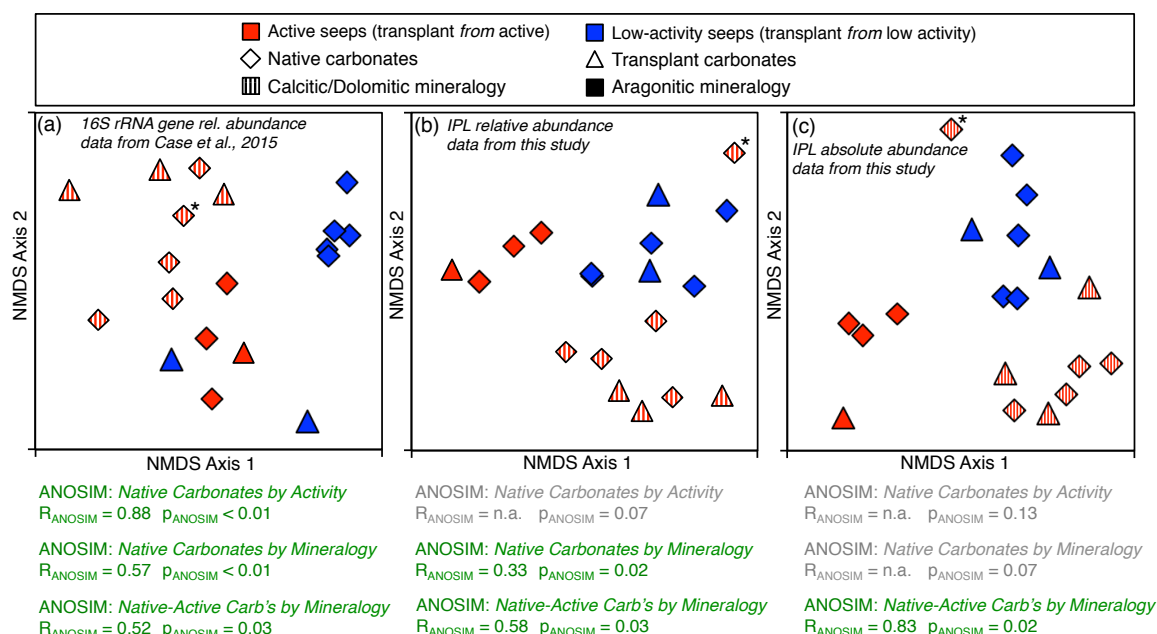 Active seeps (transplant from active)
Low-activity seeps (transplant from low activity)
Native carbonates
Transplant carbonates
Calcitic/Dolomitic mineralogy
Aragonitic mineralogy
(a) 16S rRNA gene rel. abundance
data from Case et al., 2015
*
NMDS Axis 2
NMDS Axis 1
(b) IPL relative abundance
data from this study
*
NMDS Axis 2
NMDS Axis 1
(c)
*
IPL absolute abundance
data from this study
NMDS Axis 2
NMDS Axis 1
ANOSIM: Native Carbonates by Activity
RANOSIM = 0.88 pANOSIM < 0.01
ANOSIM: Native Carbonates by Mineralogy
RANOSIM = 0.57 pANOSIM < 0.01
ANOSIM: Native-Active Carb's by Mineralogy
RANOSIM = 0.52 pANOSIM = 0.03
ANOSIM: Native Carbonates by Activity
RANOSIM = n.a. pANOSIM = 0.07
ANOSIM: Native Carbonates by Mineralogy
RANOSIM = 0.33 pANOSIM = 0.02
ANOSIM: Native-Active Carb's by Mineralogy
RANOSIM = 0.58 pANOSIM = 0.03
ANOSIM: Native Carbonates by Activity
RANOSIM = n.a. pANOSIM = 0.13
ANOSIM: Native Carbonates by Mineralogy
RANOSIM = n.a. pANOSIM = 0.07
ANOSIM: Native-Active Carb's by Mineralogy
RANOSIM = 0.83 pANOSIM = 0.02